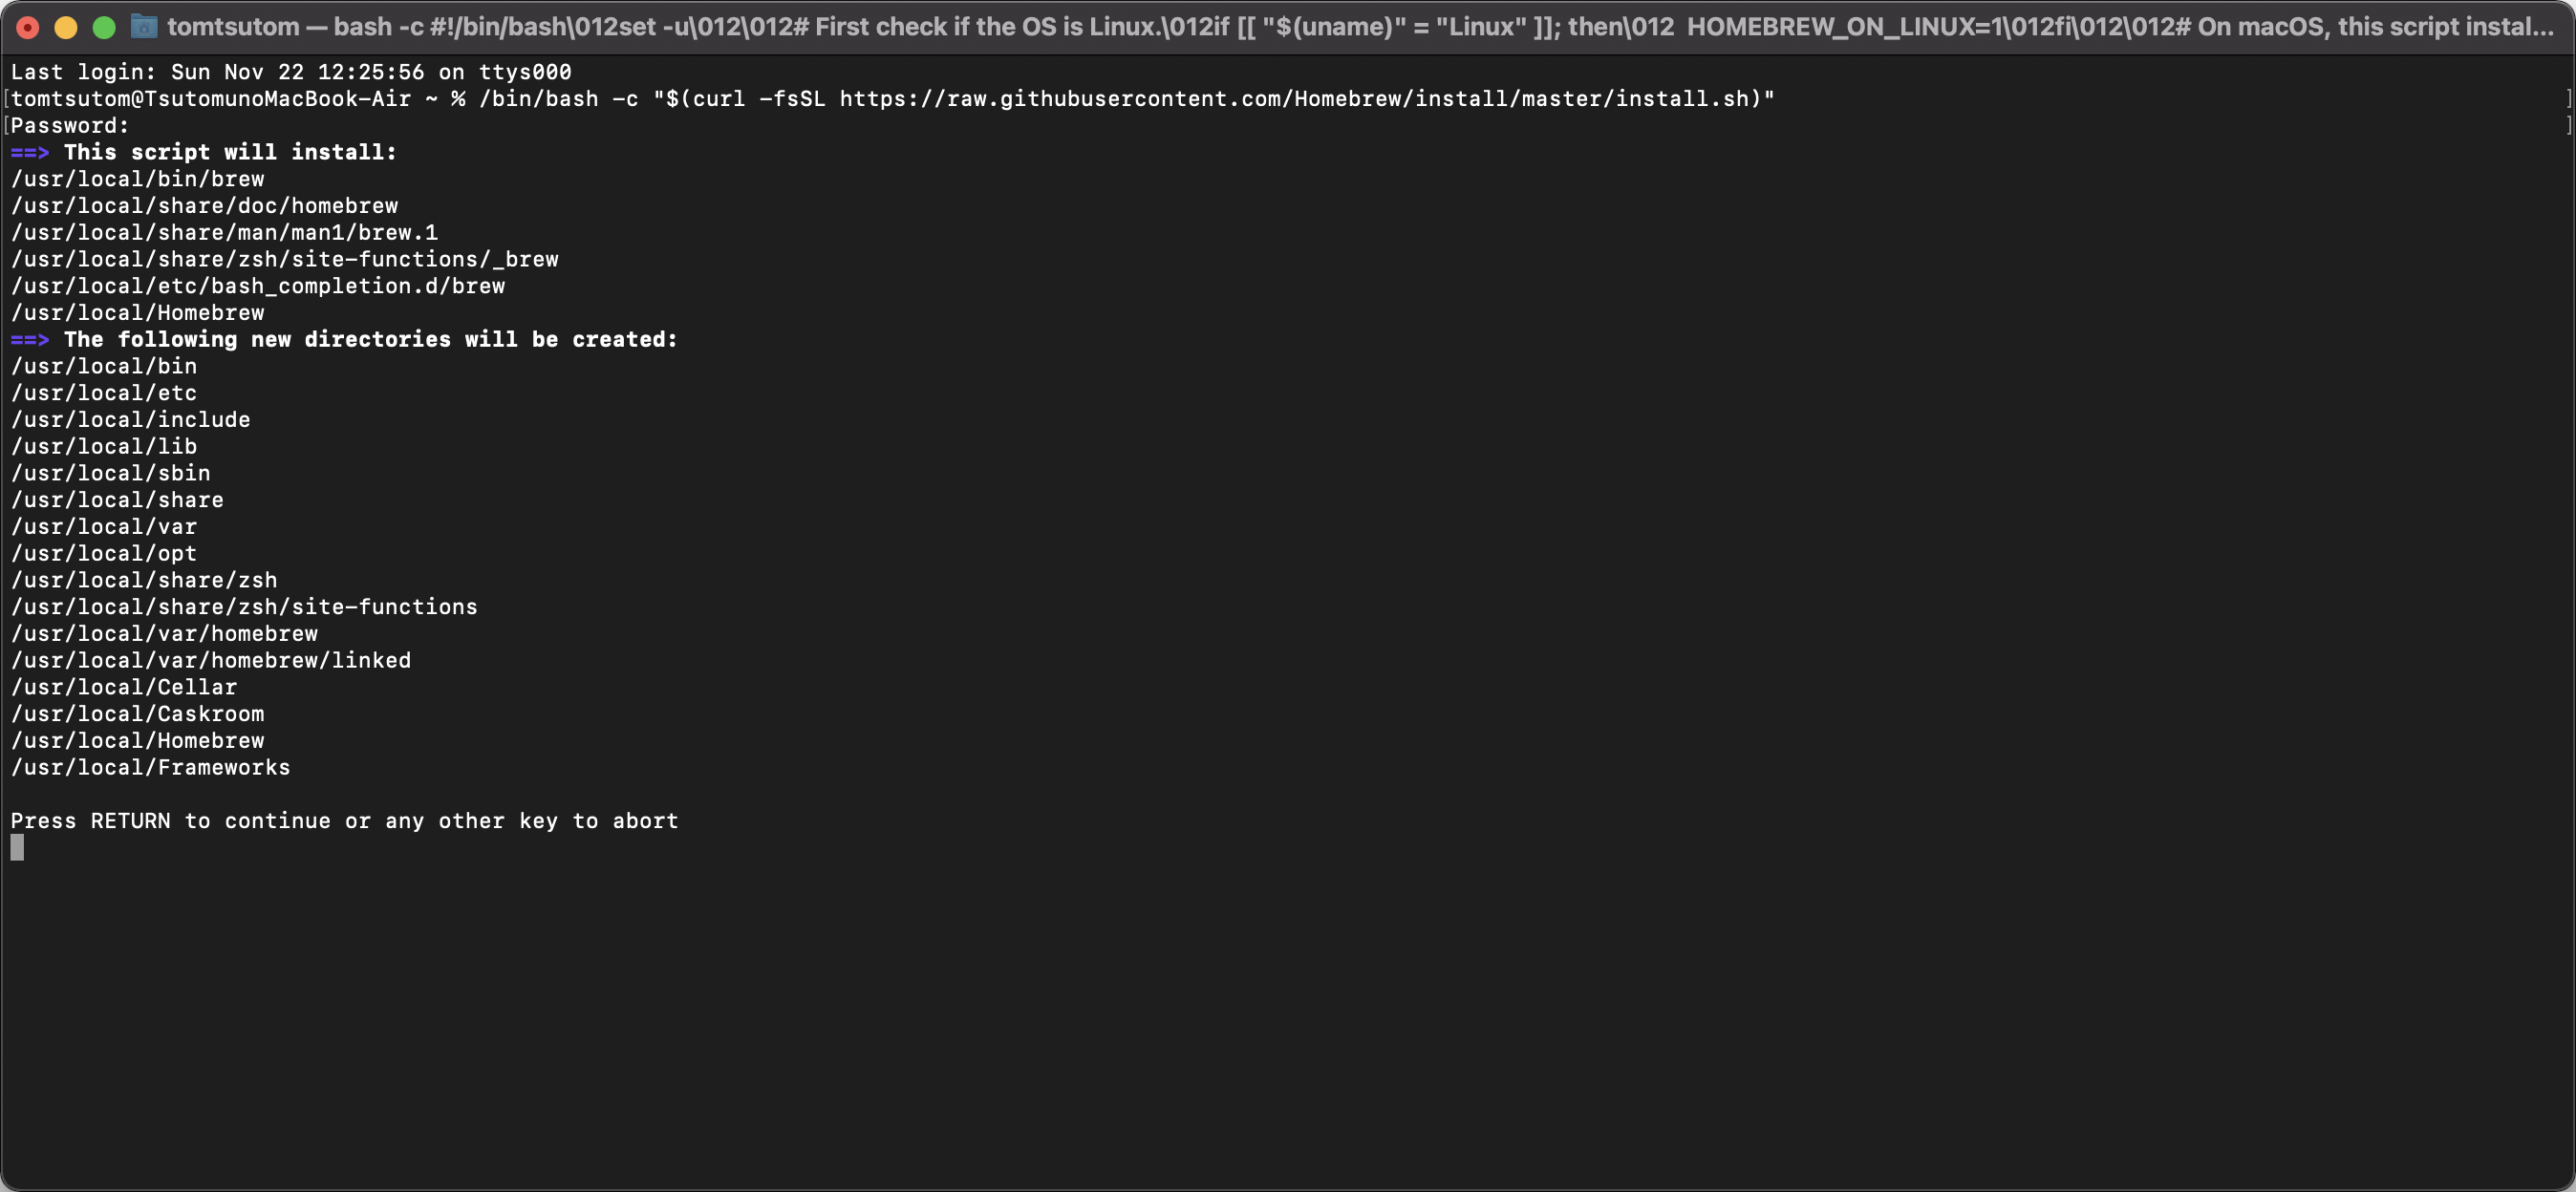 tomtsutom — bash -c #!/bin/bash\012set -u\012\012# First check if the OS is Linux.\012if [[ "$(uname)" = "Linux" ]]; then\012  HOMEBREW_ON_LINUX=1\012fi\012\012# On macOS, this script instal...
Last login: Sun Nov 22 12:25:56 on ttys000
[tomtsutom@TsutomunoMacBook-Air ~ % /bin/bash -c "$(curl -fsSL https://raw.githubusercontent.com/Homebrew/install/master/install.sh)" ]
[Password: ]
==> This script will install:
/usr/local/bin/brew
/usr/local/share/doc/homebrew
/usr/local/share/man/man1/brew.1
/usr/local/share/zsh/site-functions/_brew
/usr/local/etc/bash_completion.d/brew
/usr/local/Homebrew
==> The following new directories will be created:
/usr/local/bin
/usr/local/etc
/usr/local/include
/usr/local/lib
/usr/local/sbin
/usr/local/share
/usr/local/var
/usr/local/opt
/usr/local/share/zsh
/usr/local/share/zsh/site-functions
/usr/local/var/homebrew
/usr/local/var/homebrew/linked
/usr/local/Cellar
/usr/local/Caskroom
/usr/local/Homebrew
/usr/local/Frameworks
Press RETURN to continue or any other key to abort